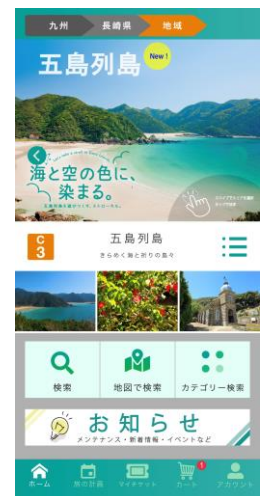 九州 長崎県 地域
五島列島
New!
海と空の色に、
染まる。
C
3
五島列島
きらめく海と祈りの島々
検索
地図で検索
カテゴリー検索
お知らせ
メンテナンス・新着情報・イベントなど
ホーム
旅の計画
マイチケット
カート
アカウント